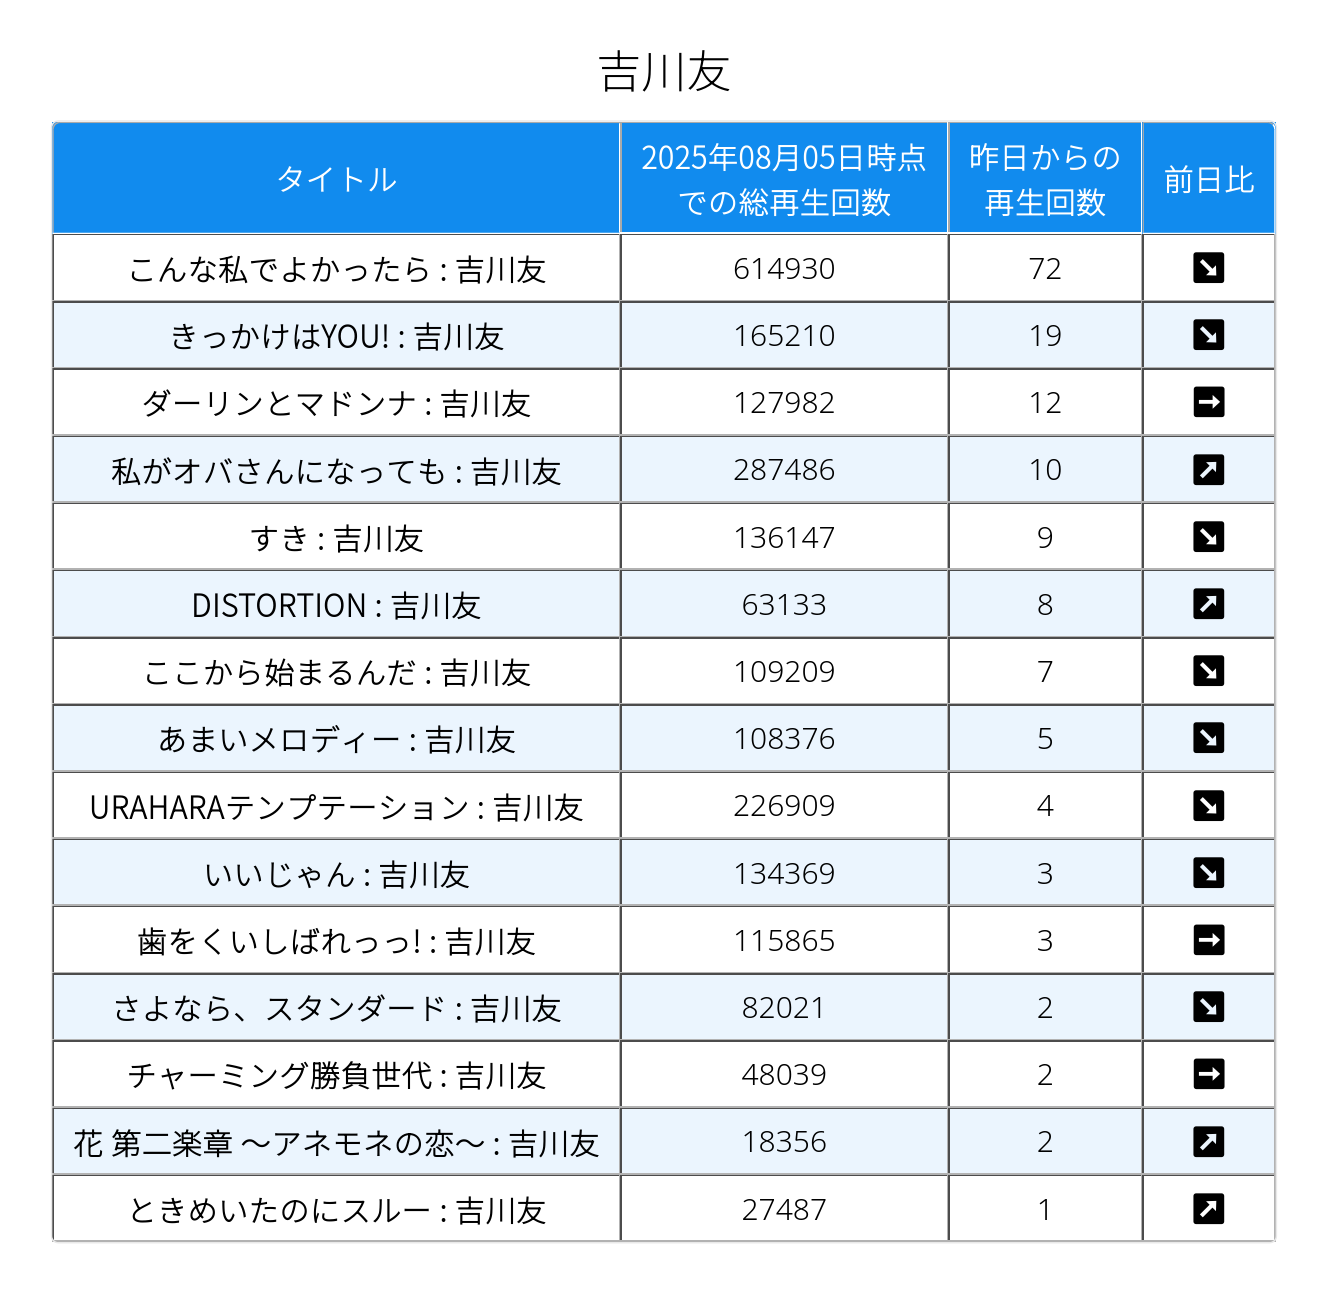 吉川友
タイトル 2025年08月05日時点での総再生回数 昨日からの再生回数 前日比
こんな私でよかったら : 吉川友 614930 72 ↘
きっかけはYOU! : 吉川友 165210 19 ↘
ダーリンとマドンナ : 吉川友 127982 12 →
私がオバさんになっても : 吉川友 287486 10 ↗
すき : 吉川友 136147 9 ↘
DISTORTION : 吉川友 63133 8 ↗
ここから始まるんだ : 吉川友 109209 7 ↘
あまいメロディー : 吉川友 108376 5 ↘
URAHARAテンプテーション : 吉川友 226909 4 ↘
いいじゃん : 吉川友 134369 3 ↘
歯をくいしばれっっ! : 吉川友 115865 3 →
さよなら、スタンダード : 吉川友 82021 2 ↘
チャーミング勝負世代 : 吉川友 48039 2 →
花 第二楽章 〜アネモネの恋〜 : 吉川友 18356 2 ↗
ときめいたのにスルー : 吉川友 27487 1 ↗